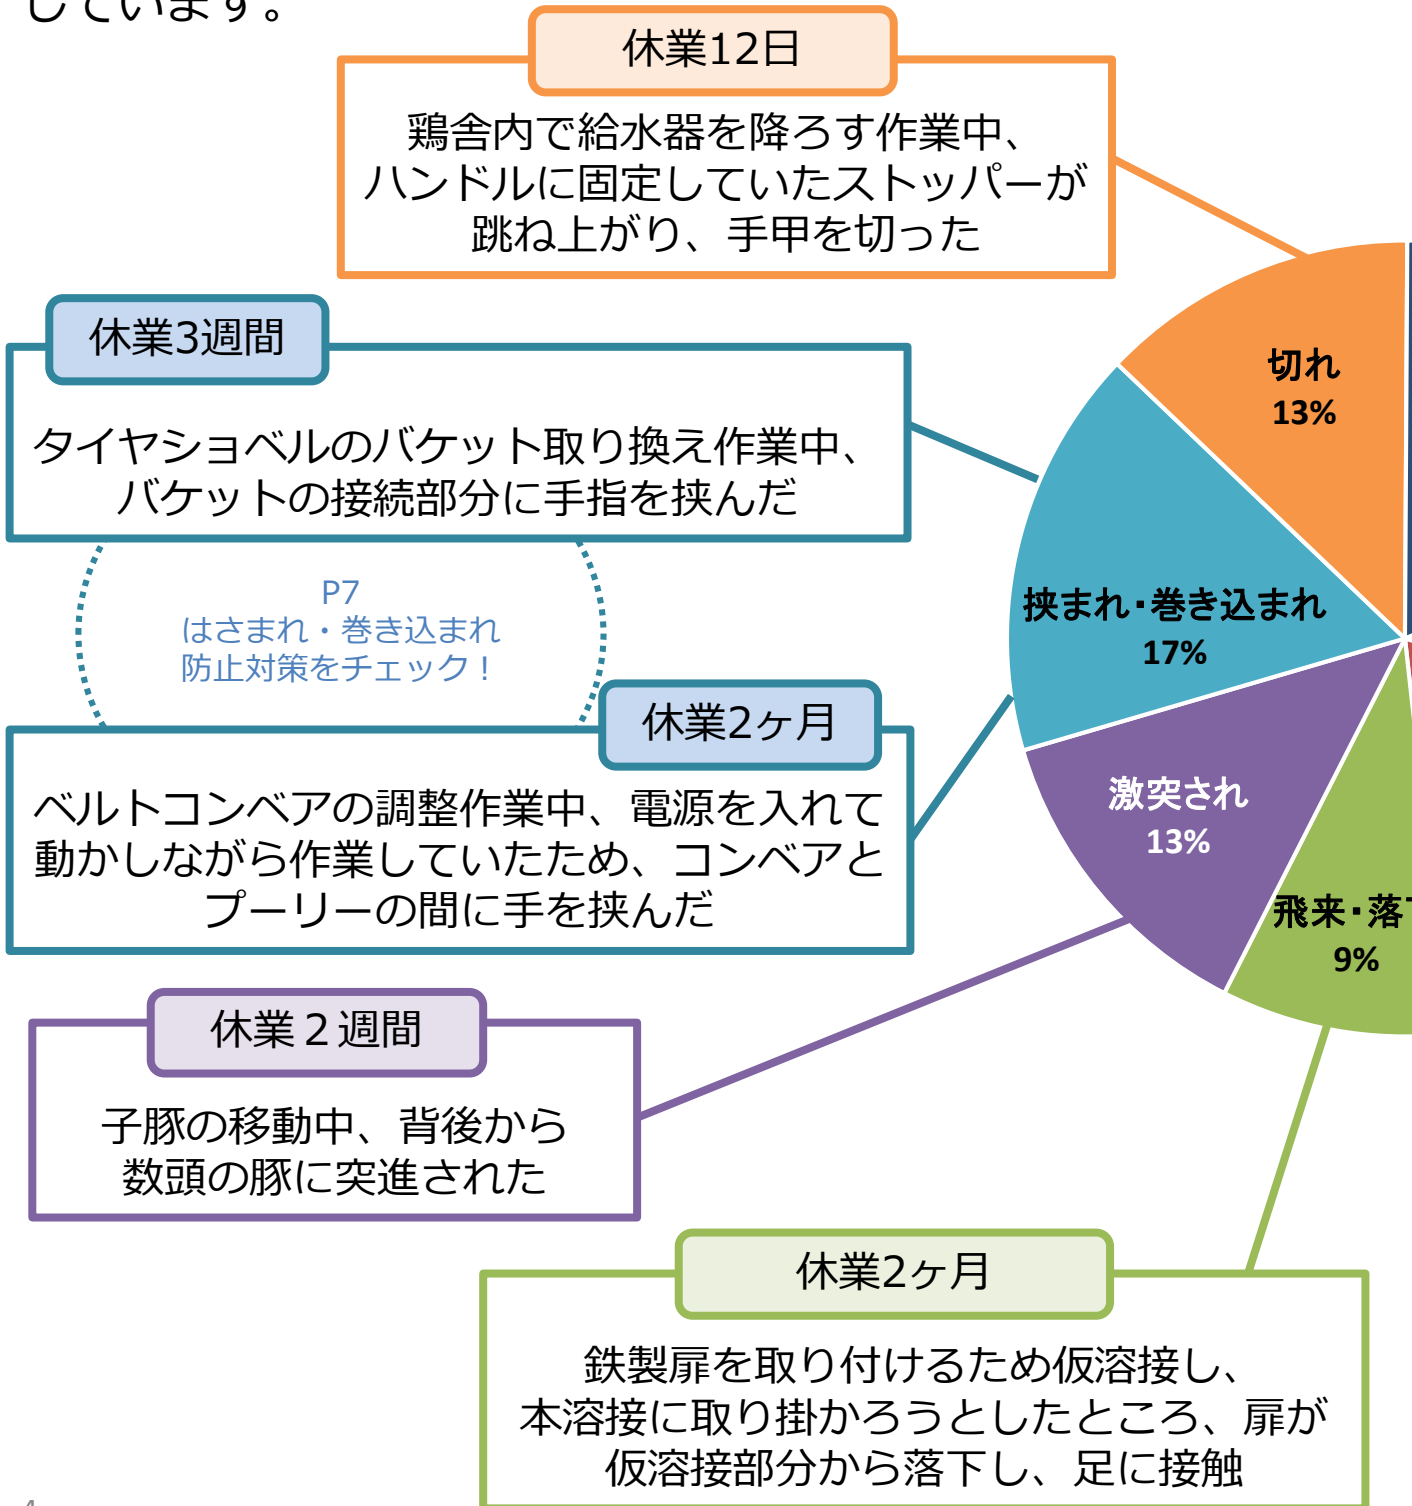 しています。
休業12日
鶏舎内で給水器を降ろす作業中、
ハンドルに固定していたストッパーが
跳ね上がり、手甲を切った
休業3週間
タイヤショベルのバケット取り換え作業中、
バケットの接続部分に手指を挟んだ
P7
はさまれ・巻き込まれ
防止対策をチェック！
休業2ヶ月
ベルトコンベアの調整作業中、電源を入れて
動かしながら作業していたため、コンベアと
プーリーの間に手を挟んだ
休業２週間
子豚の移動中、背後から
数頭の豚に突進された
休業2ヶ月
鉄製扉を取り付けるため仮溶接し、
本溶接に取り掛かろうとしたところ、扉が
仮溶接部分から落下し、足に接触
切れ
13%
挟まれ・巻き込まれ
17%
激突され
13%
飛来・落
9%